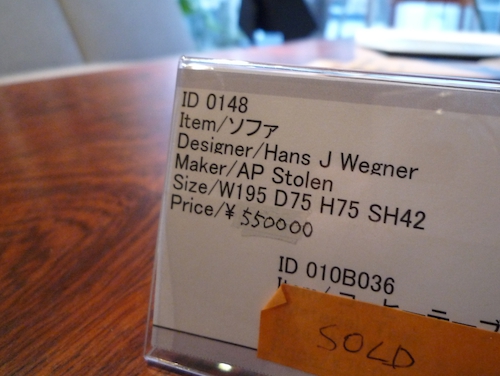 ID 0148
Item/ソファ
Designer/Hans J Wegner
Maker/AP Stolen
Size/W195 D75 H75 SH42
Price/¥ 550000
ID 010B036
SOLD